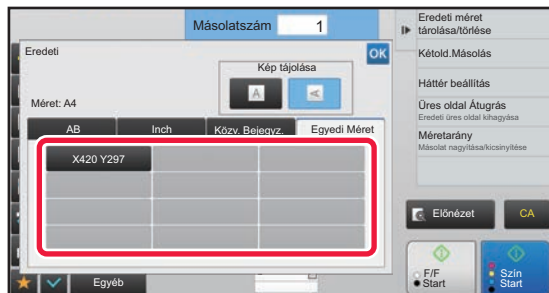 Másolatszám 1
Eredeti
OK
Kép tájolása
A A
Méret: A4
AB Inch Közv. Bejegyz. Egyedi Méret
X420 Y297
Egyéb
Eredeti méret
tárolása/törlése
Kétold.Másolás
Háttér beállítás
Üres oldal Átugrás
Eredeti üres oldal kihagyása
Méretarány
Másolat nagyítása/kicsinyítése
Előnézet CA
F/F
Start
Szín
Start